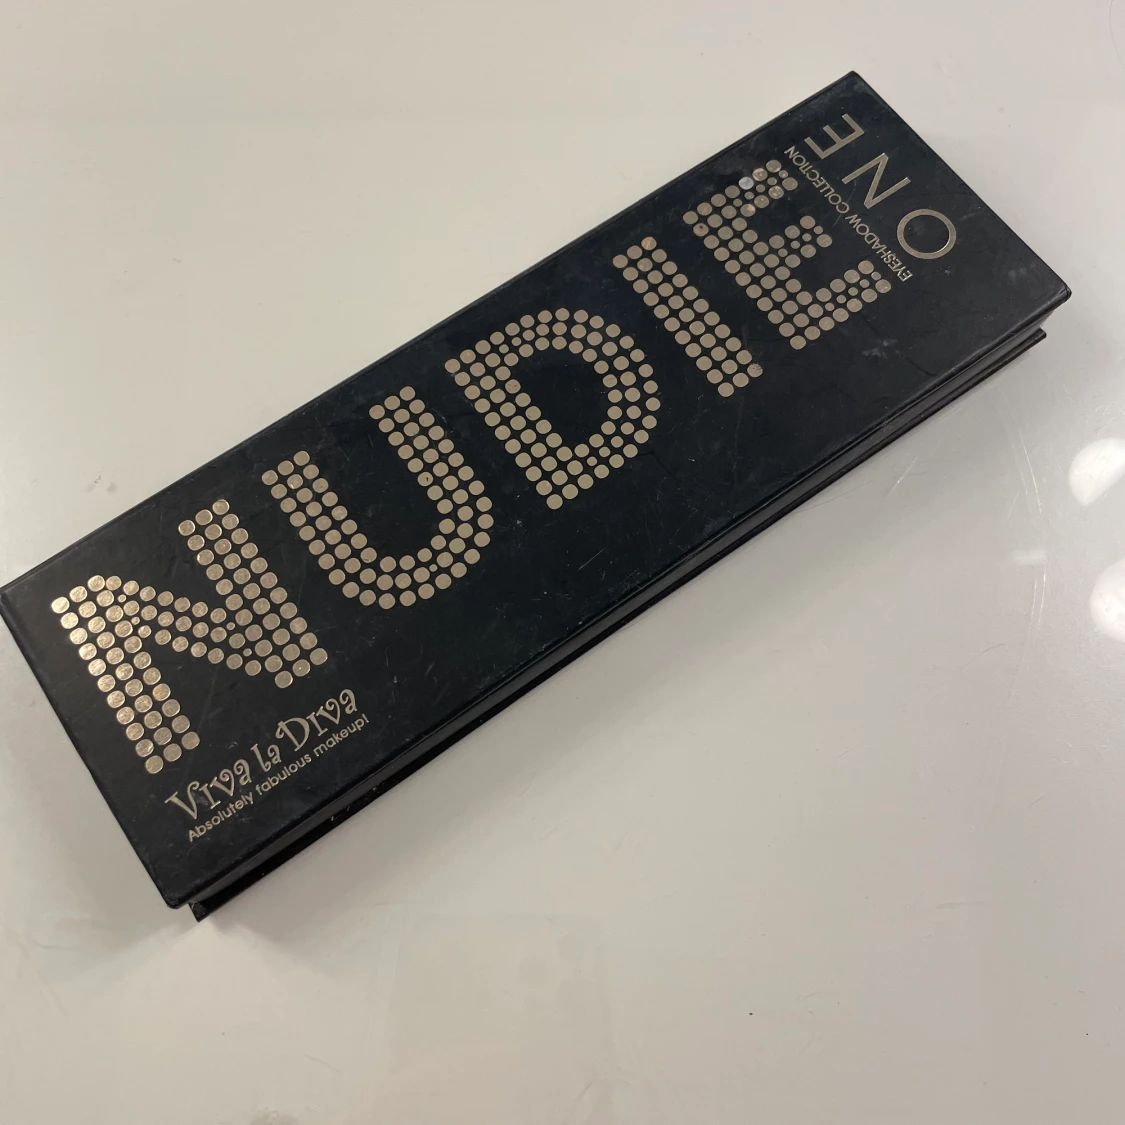 NUDIE
ONE
EYESHADOW COLLECTION
Viva la Diva
Absolutely fabulous makeup!